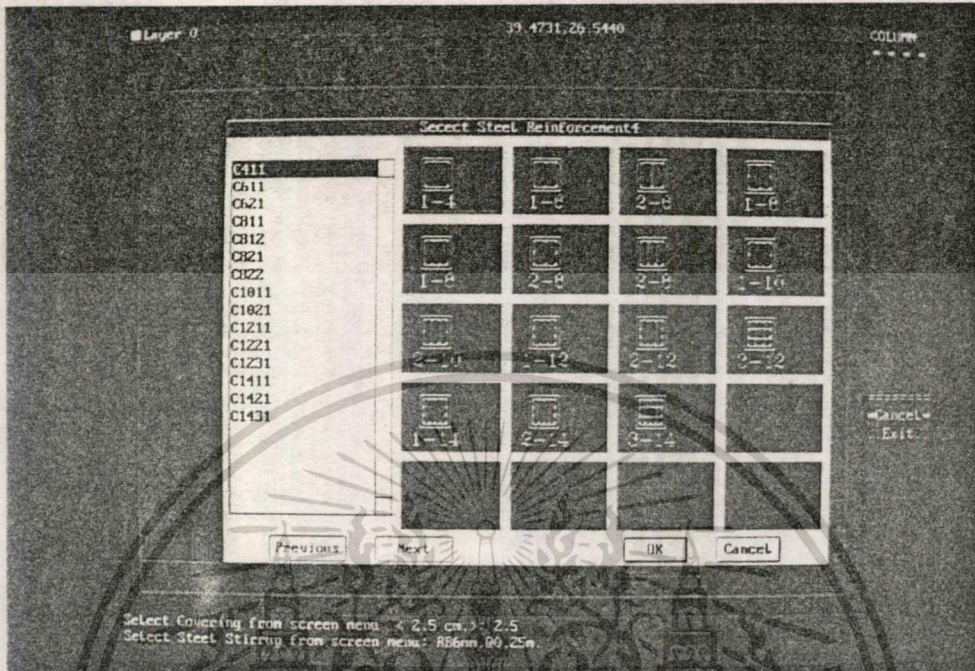 Layer 0
39.4731,26.5440
COLUMN
* * * *
Secect Steel Reinforcement4
C411
C611
C621
C811
C812
C821
C822
C1011
C1021
C1211
C1221
C1231
C1411
C1421
C1431
1-4
1-6
2-6
1-8
1-8
2-8
2-8
1-10
2-10
1-12
2-12
3-12
1-14
2-14
3-14
Previous
Next
OK
Cancel
========
*Cancel*
Exit
Select Covering from screen menu < 2.5 cm.>: 2.5
Select Steel Stirrup from screen menu: RB6mm.@0.25m